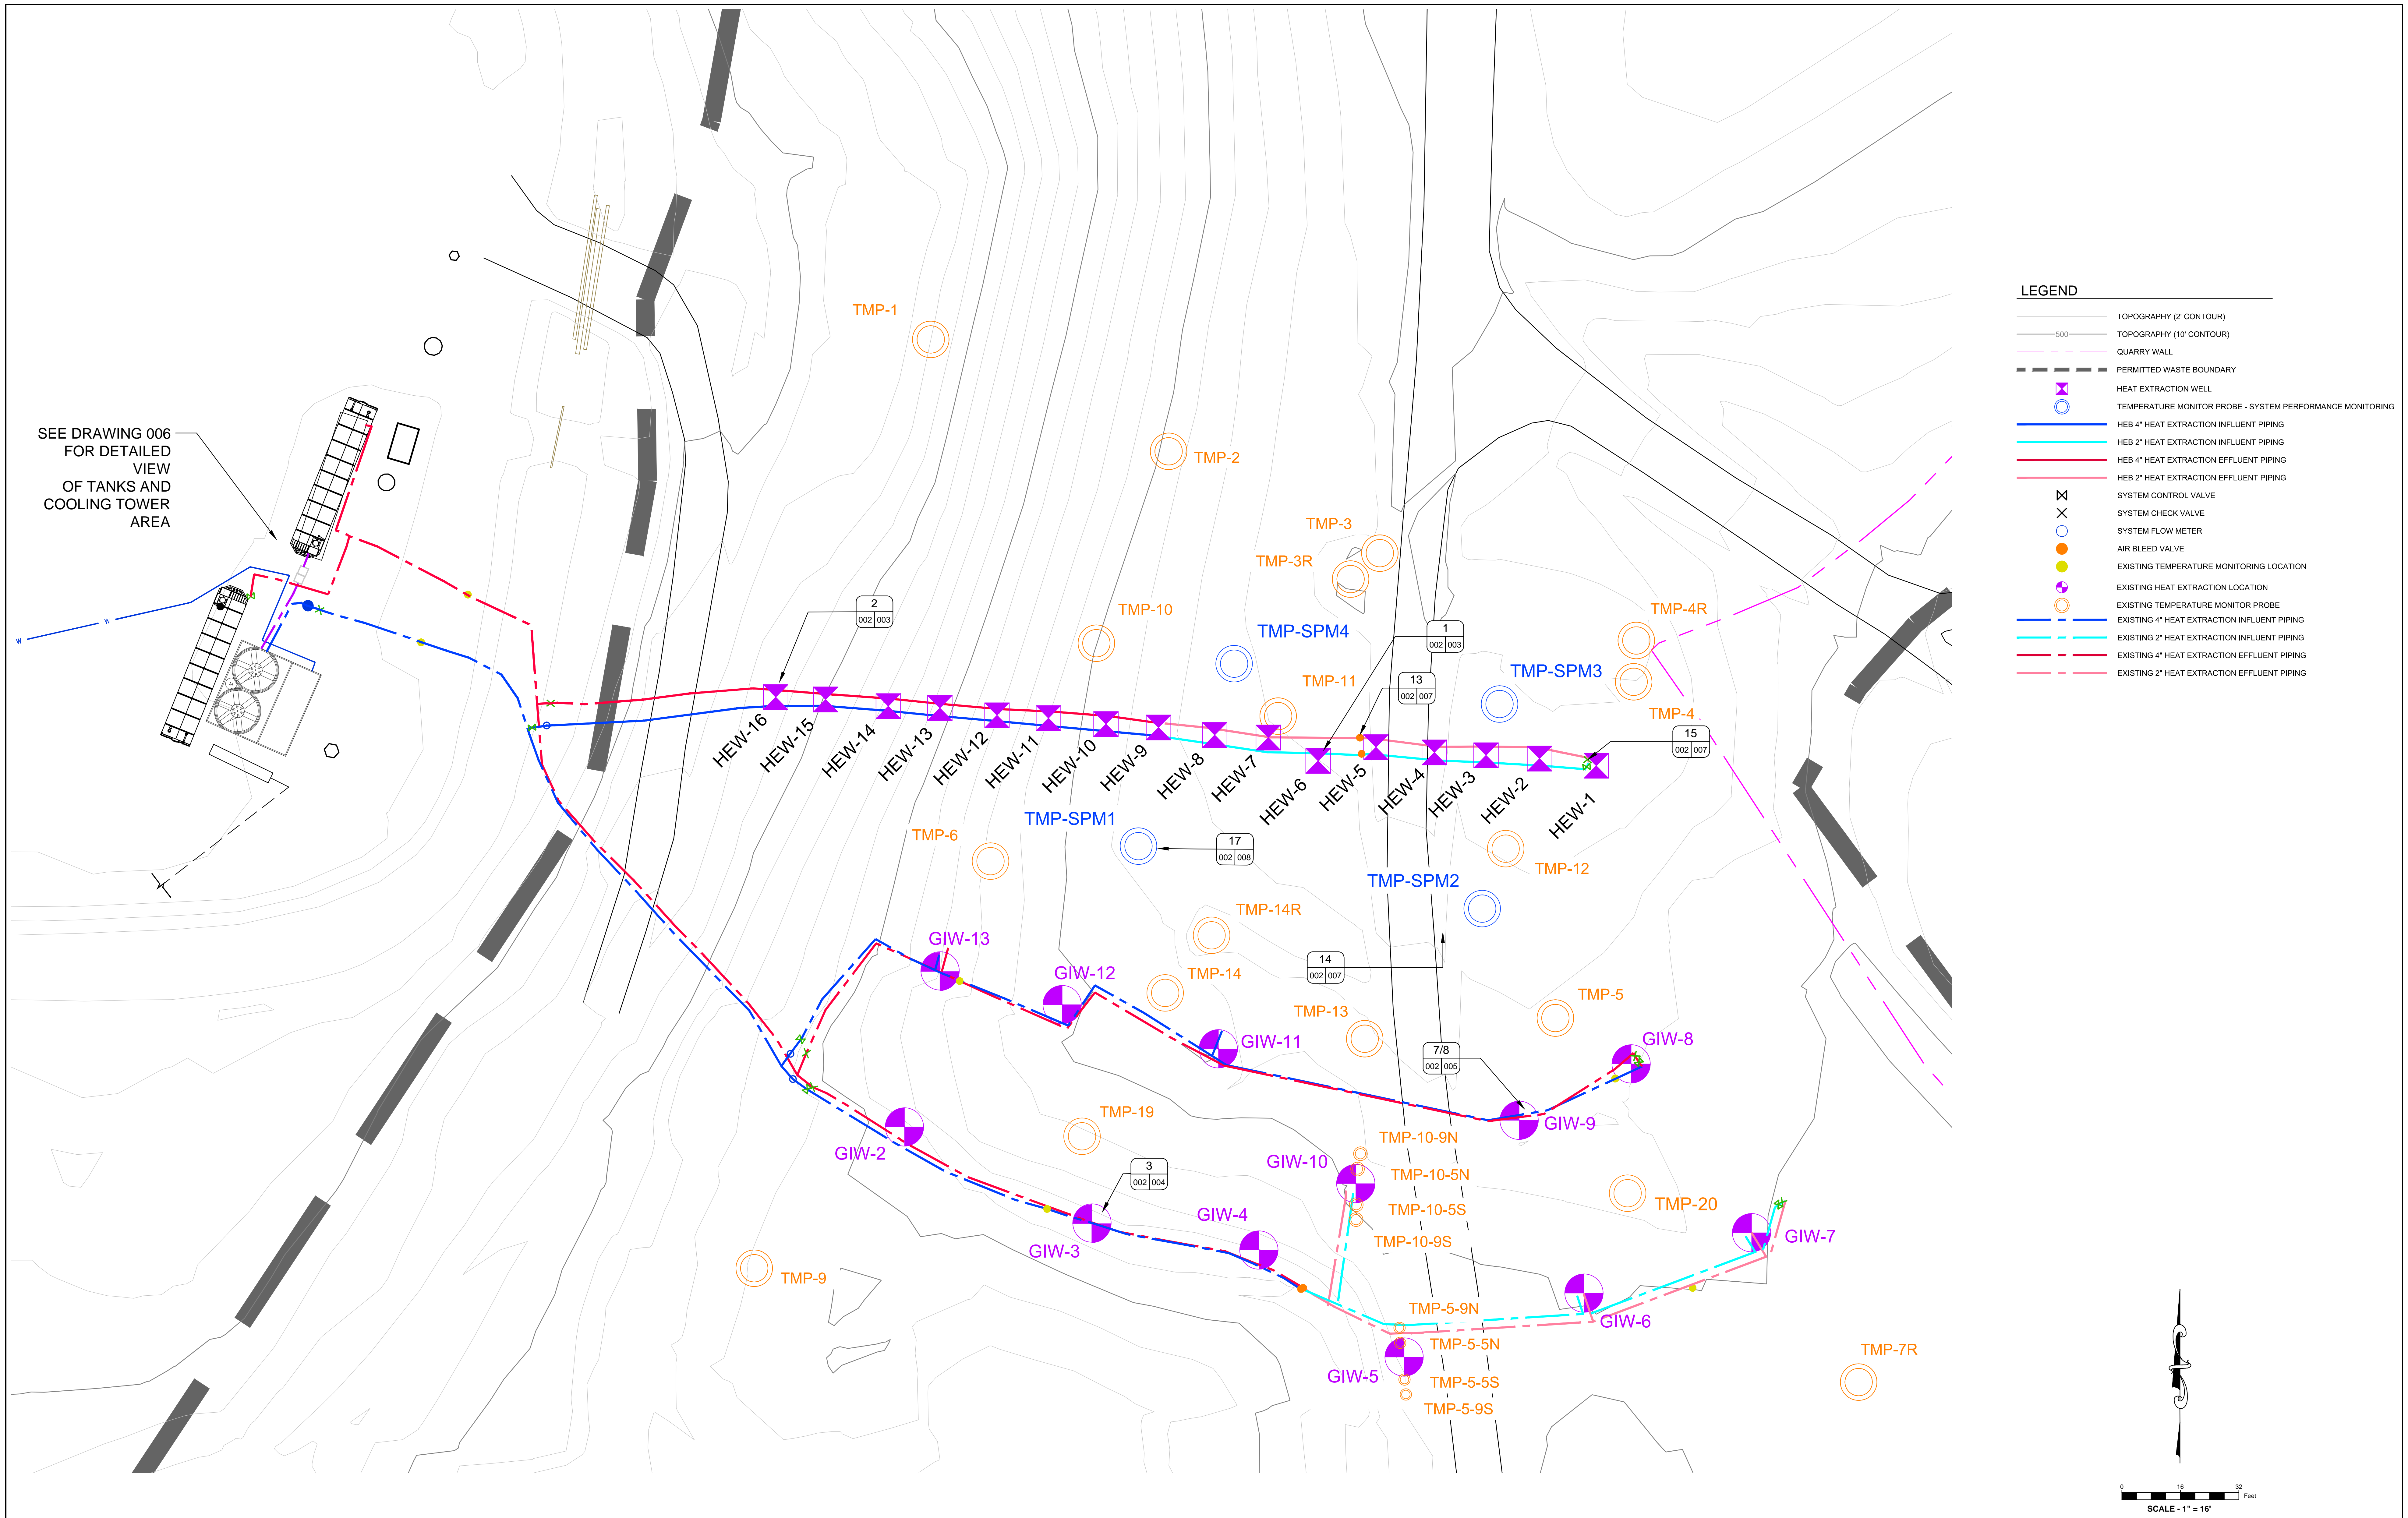 TMP-1
LEGEND
TOPOGRAPHY (2' CONTOUR)
500
TOPOGRAPHY (10' CONTOUR)
QUARRY WALL
PERMITTED WASTE BOUNDARY
HEAT EXTRACTION WELL
TEMPERATURE MONITOR PROBE - SYSTEM PERFORMANCE MONITORING
HEB 4" HEAT EXTRACTION INFLUENT PIPING
HEB 2" HEAT EXTRACTION INFLUENT PIPING
HEB 4" HEAT EXTRACTION EFFLUENT PIPING
HEB 2" HEAT EXTRACTION EFFLUENT PIPING
SYSTEM CONTROL VALVE
SYSTEM CHECK VALVE
SYSTEM FLOW METER
AIR BLEED VALVE
EXISTING TEMPERATURE MONITORING LOCATION
EXISTING HEAT EXTRACTION LOCATION
EXISTING TEMPERATURE MONITOR PROBE
EXISTING 4" HEAT EXTRACTION INFLUENT PIPING
EXISTING 2" HEAT EXTRACTION INFLUENT PIPING
EXISTING 4" HEAT EXTRACTION EFFLUENT PIPING
EXISTING 2" HEAT EXTRACTION EFFLUENT PIPING
SEE DRAWING 006
FOR DETAILED
VIEW
OF TANKS AND
COOLING TOWER
AREA
W
W
M
TMP-2
TMP-3
TMP-3R
TMP-10
TMP-4R
TMP-SPM4
TMP-SPM3
TMP-11
TMP-4
2
002 003
1
002 003
13
002 007
15
002 007
HEW-16
HEW-15
HEW-14
HEW-13
HEW-12
HEW-11
HEW-10
HEW-9
HEW-8
HEW-7
HEW-6
HEW-5
HEW-4
HEW-3
HEW-2
HEW-1
TMP-SPM1
TMP-6
17
002 008
TMP-12
TMP-SPM2
TMP-14R
GIW-13
14
002 007
GIW-12
TMP-14
TMP-5
TMP-13
GIW-11
GIW-8
7/8
002 005
TMP-19
GIW-9
TMP-10-9N
GIW-2
GIW-10
3
002 004
TMP-10-5N
TMP-20
TMP-10-5S
GIW-4
GIW-7
TMP-10-9S
GIW-3
TMP-9
TMP-5-9N
GIW-6
TMP-5-5N
TMP-7R
GIW-5
TMP-5-5S
TMP-5-9S
0 16 32
Feet
SCALE - 1" = 16'